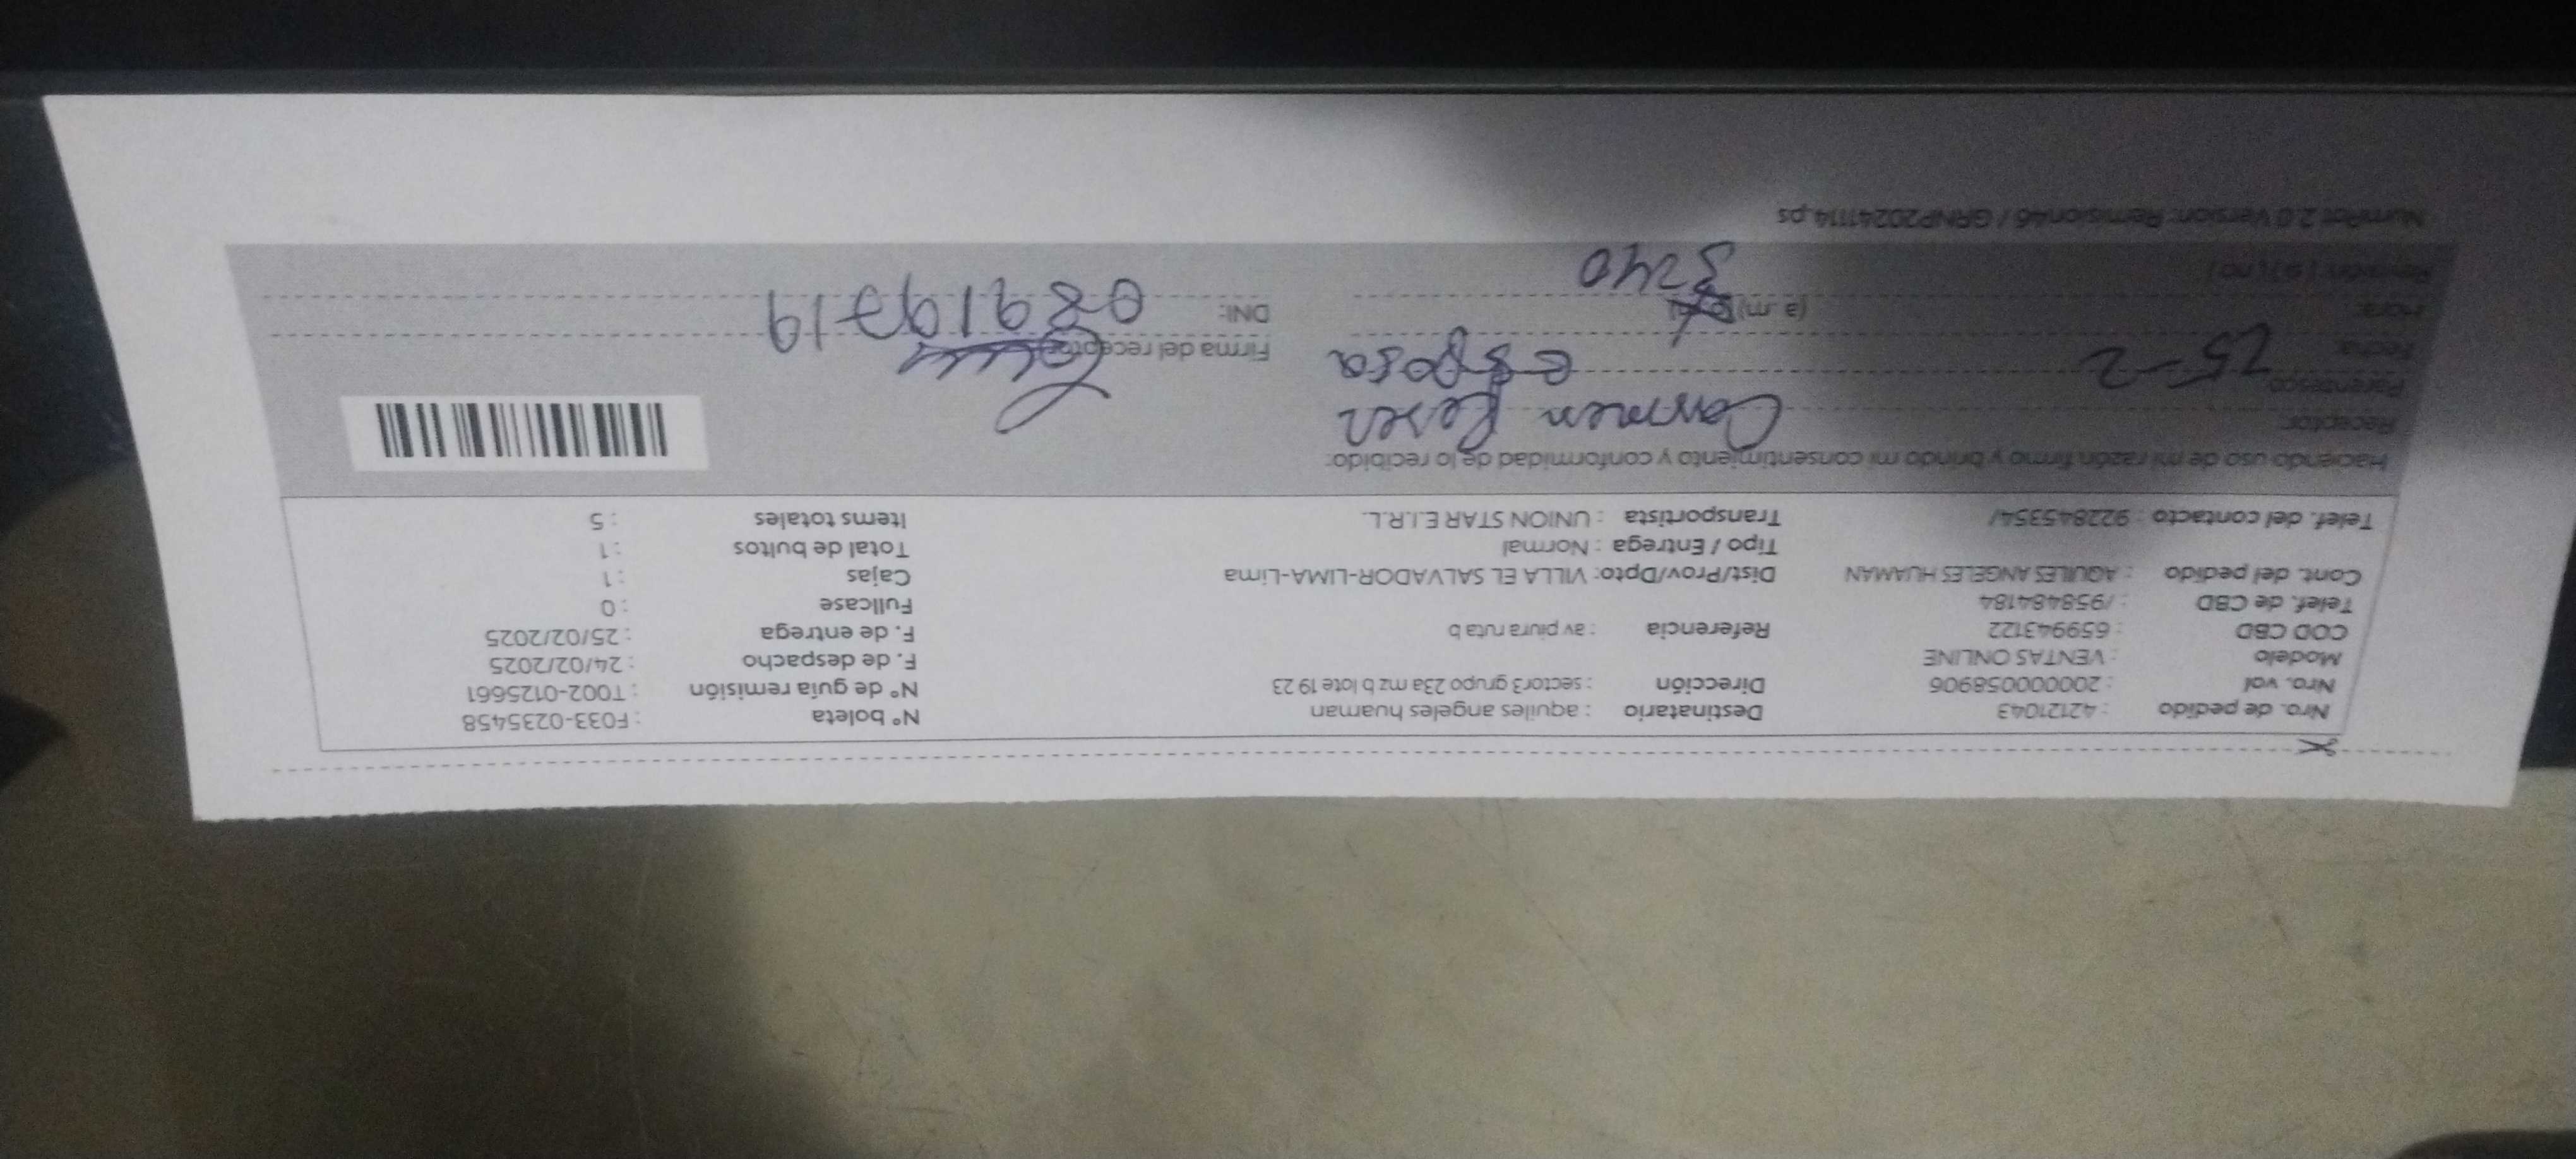 Nro. de pedido : 42121043 Destinatario : aquiles angeles huaman N° boleta : F033-0235458
Nro. val : 2000000058906 Dirección : sector3 grupo 23a mz b lote 19 23 N° de guía remisión : T002-0125661
Modelo : VENTAS ONLINE F. de despacho : 24/02/2025
COD CBD : 659943122 Referencia : av piura ruta b F. de entrega : 25/02/2025
Telef. de CBD : /958484184 Fullcase : 0
Cont. del pedido : AQUILES ANGELES HUAMAN Dist/Prov/Dpto: VILLA EL SALVADOR-LIMA-Lima Cajas : 1
Tipo / Entrega : Normal Total de bultos : 1
Telef. del contacto : 922845354/ Transportista : UNION STAR E.I.R.L. Items totales : 5
Haciendo uso de mi razón firmo y brindo mi consentimiento y conformidad de lo recibido:
Receptor: Carmen
Parentesco esposa
Fecha: 25-2 Firma del receptor
Hora: (a.m) 3:40 DNI: 08919719
NumRot 2.0 Version: Remision46 / GRNP20241114.ps